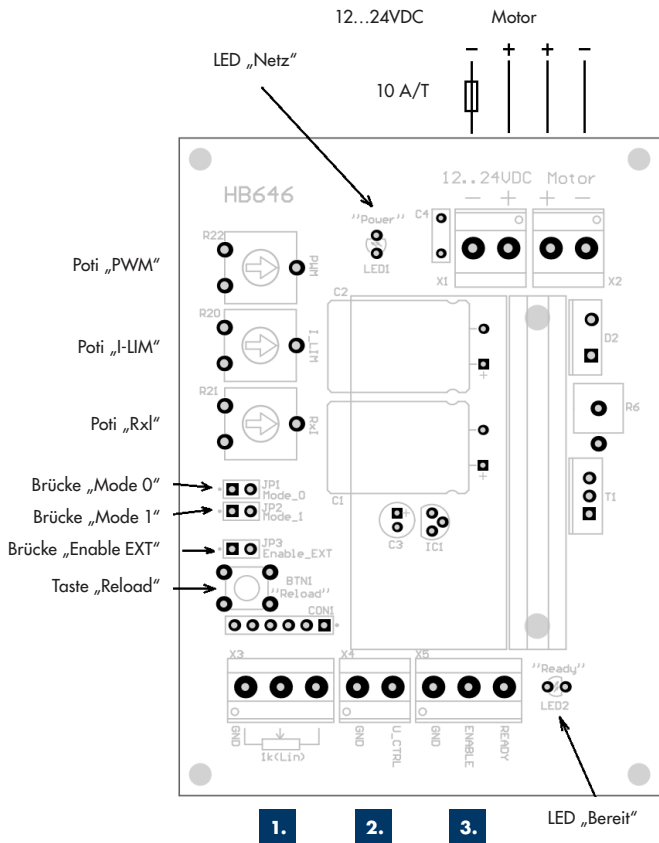 12...24VDC Motor
LED „Netz“
− + + −
10 A/T
HB646
12..24VDC Motor
− + + −
"Power"
C4
LED1
X1
X2
R22
Poti „PWM“
PWM
R20
Poti „I-LIM“
I_LIM
R21
Poti „RxI“
RxI
C2
+
D2
R6
C1
+
T1
Brücke „Mode 0“
JP1
Mode_0
Brücke „Mode 1“
JP2
Mode_1
Brücke „Enable EXT“
JP3
Enable_EXT
C3
+
IC1
Taste „Reload“
BTN1
"Reload"
CON1
X3
X4
X5
"Ready"
LED2
GND
1k(Lin)
GND
U_CTRL
GND
ENABLE
READY
1. 2. 3.
LED „Bereit“